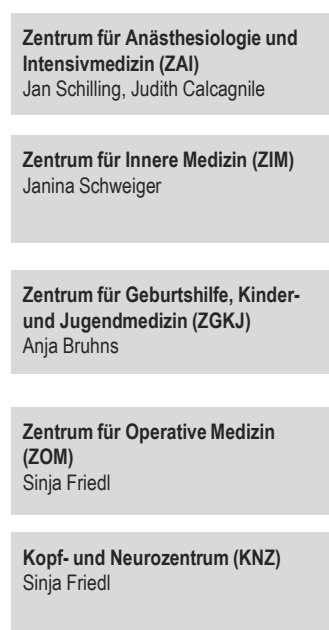 Zentrum für Anästhesiologie und
Intensivmedizin (ZAI)
Jan Schilling, Judith Calcagnile
Zentrum für Innere Medizin (ZIM)
Janina Schweiger
Zentrum für Geburtshilfe, Kinder-
und Jugendmedizin (ZGKJ)
Anja Bruhns
Zentrum für Operative Medizin
(ZOM)
Sinja Friedl
Kopf- und Neurozentrum (KNZ)
Sinja Friedl